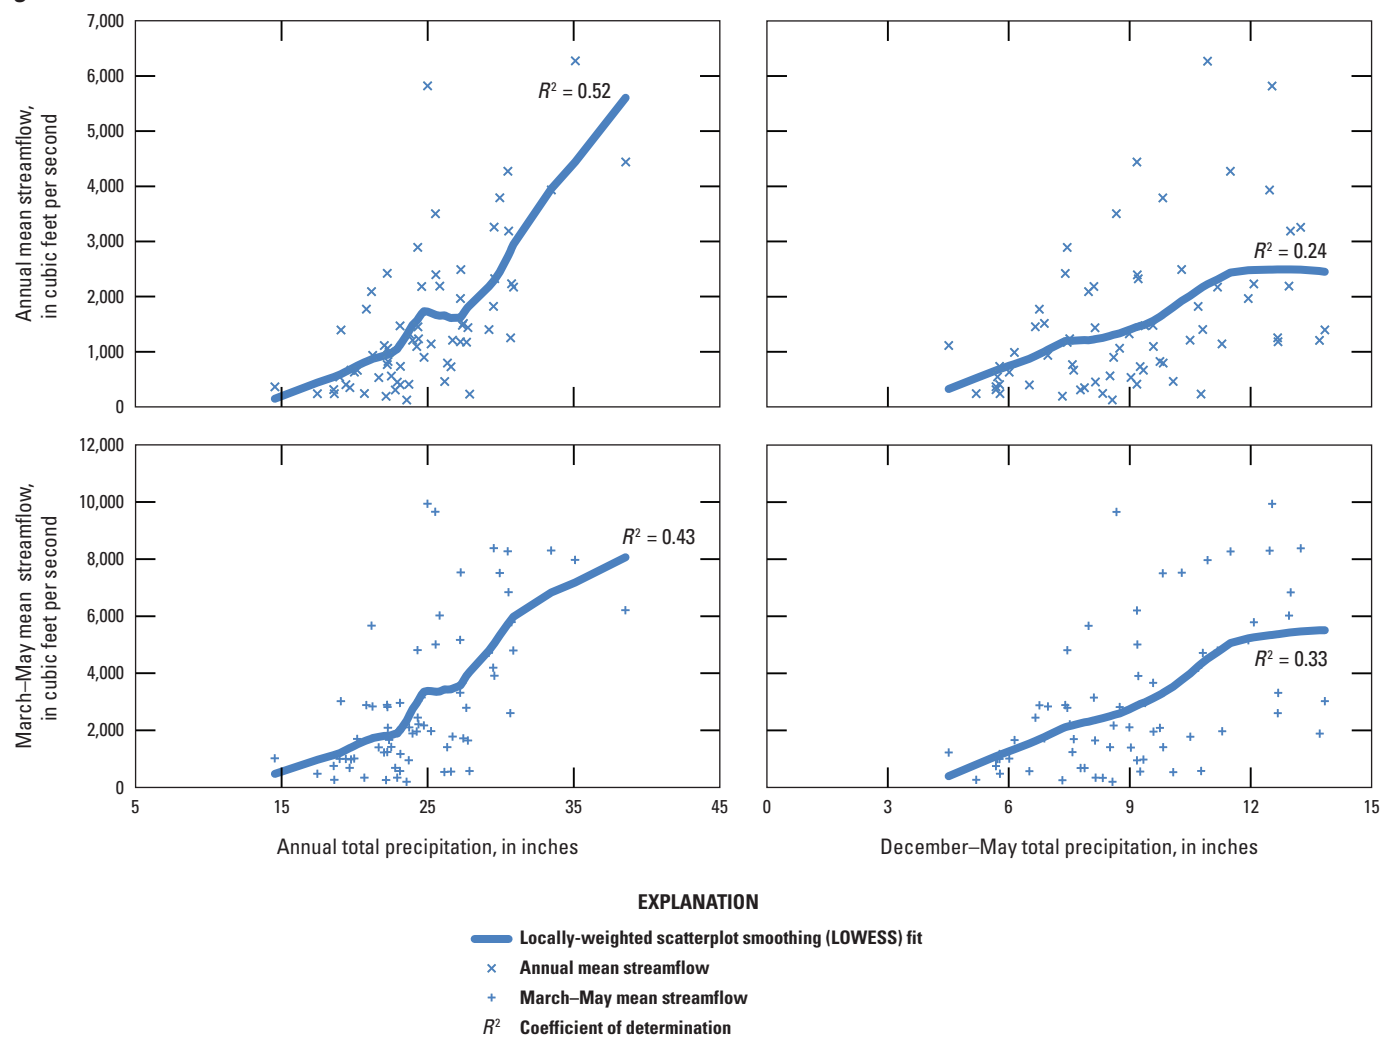 7,000
6,000
5,000
4,000
3,000
2,000
1,000
0
Annual mean streamflow,
in cubic feet per second
R² = 0.52
R² = 0.24
12,000
10,000
8,000
6,000
4,000
2,000
0
March–May mean streamflow,
in cubic feet per second
R² = 0.43
R² = 0.33
5 15 25 35 45
0 3 6 9 12 15
Annual total precipitation, in inches
December–May total precipitation, in inches
EXPLANATION
Locally-weighted scatterplot smoothing (LOWESS) fit
Annual mean streamflow
March–May mean streamflow
R² Coefficient of determination